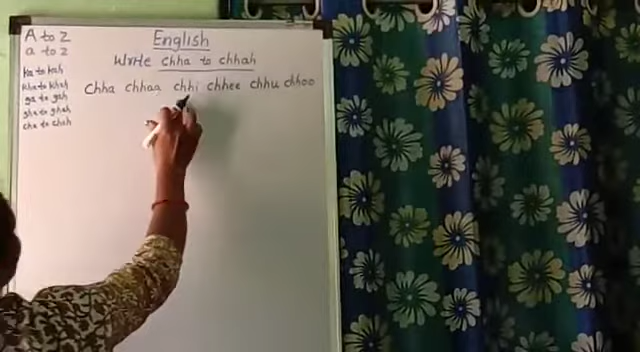 A to Z
a to z
English
Write chha to chhah
ka to kah
kha to khah
ga to gah
gha to ghah
cha to chah
Chha chhaa chhi chhee chhu chhoo